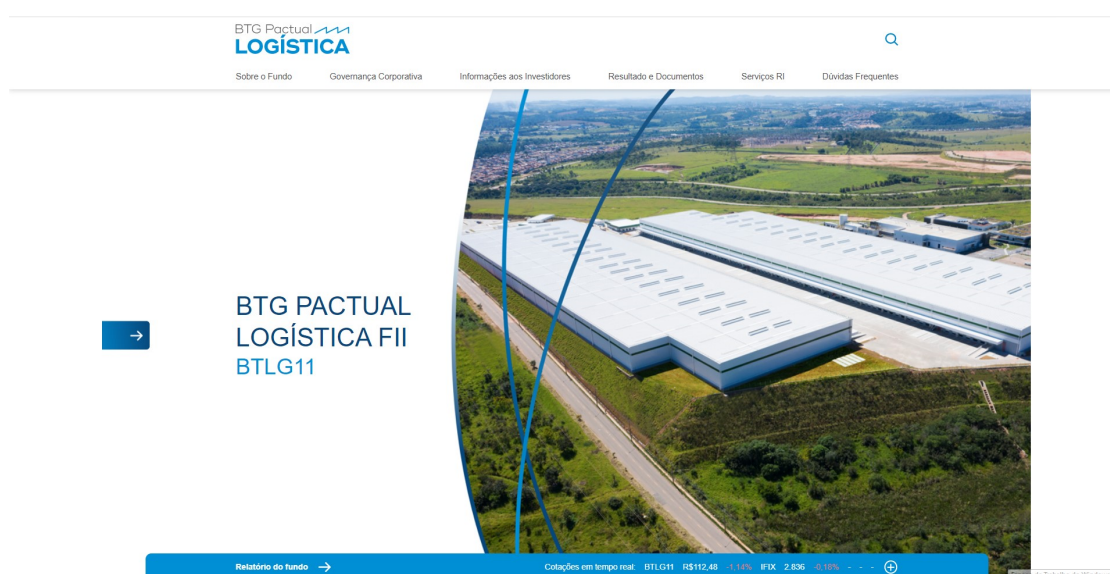 BTG Pactual
LOGÍSTICA
Sobre o Fundo Governança Corporativa Informações aos Investidores Resultado e Documentos Serviços RI Dúvidas Frequentes
BTG PACTUAL
LOGÍSTICA FII
BTLG11
Relatório do fundo → Cotações em tempo real: BTLG11 R$112,48 -1,14% IFIX 2.836 -0,18% - - -